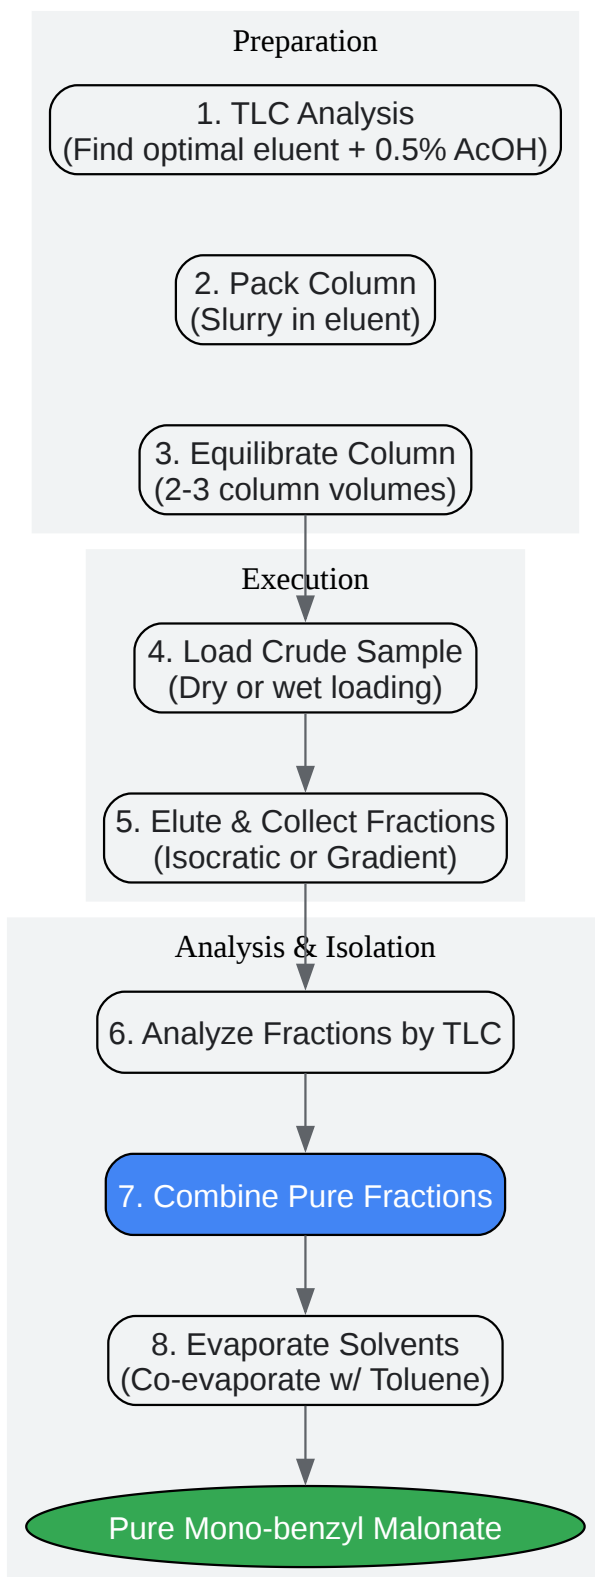 Preparation
1. TLC Analysis
(Find optimal eluent + 0.5% AcOH)
2. Pack Column
(Slurry in eluent)
3. Equilibrate Column
(2-3 column volumes)
Execution
4. Load Crude Sample
(Dry or wet loading)
5. Elute & Collect Fractions
(Isocratic or Gradient)
Analysis & Isolation
6. Analyze Fractions by TLC
7. Combine Pure Fractions
8. Evaporate Solvents
(Co-evaporate w/ Toluene)
Pure Mono-benzyl Malonate